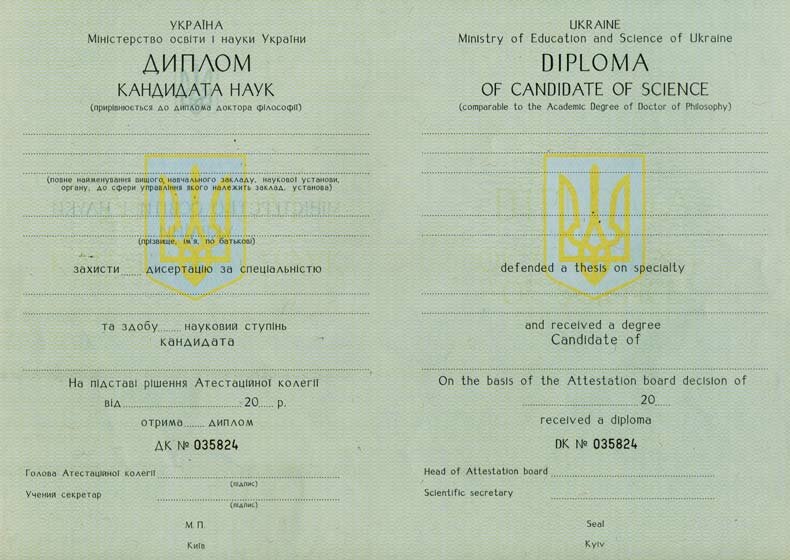 УКРАЇНА
Міністерство освіти і науки України
ДИПЛОМ
КАНДИДАТА НАУК
(прирівнюється до диплома доктора філософії)
(повне найменування вищого навчального закладу, наукової установи,
органу, до сфери управління якого належить заклад, установа)
(прізвище, ім'я, по батькові)
захисти...... дисертацію за спеціальністю
та здобу........ науковий ступінь
кандидата
На підставі рішення Атестаційної колегії
від 20..... р.
отрима......... диплом
ДК № 035824
Голова Атестаційної колегії
(підпис)
Учений секретар
(підпис)
М. П.
Київ
UKRAINE
Ministry of Education and Science of Ukraine
DIPLOMA
OF CANDIDATE OF SCIENCE
(comparable to the Academic Degree of Doctor of Philosophy)
defended a thesis on specialty
and received a degree
Candidate of
On the basis of the Attestation board decision of
20.....
received a diploma
DK № 035824
Head of Attestation board
Scientific secretary
Seal
Kyiv